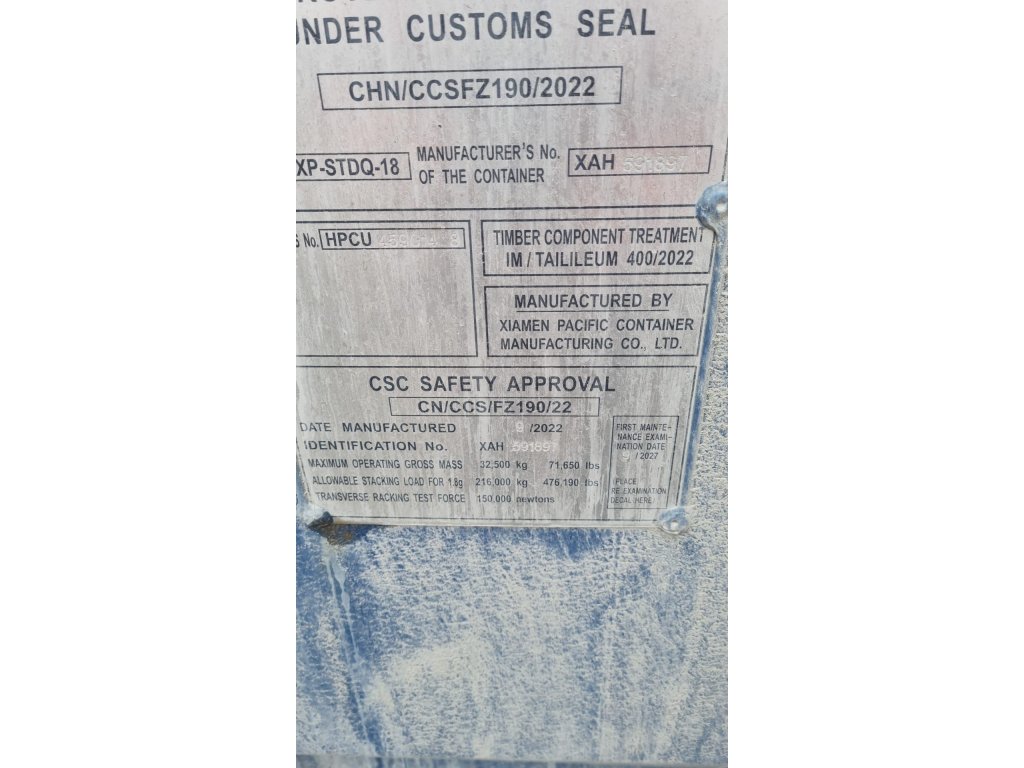 UNDER CUSTOMS SEAL
CHN/CCSFZ190/2022
XP-STDQ-18
MANUFACTURER'S No.
OF THE CONTAINER
XAH
No. HPCU
TIMBER COMPONENT TREATMENT
IM / TAILILEUM 400/2022
MANUFACTURED BY
XIAMEN PACIFIC CONTAINER
MANUFACTURING CO., LTD.
CSC SAFETY APPROVAL
CN/CCS/FZ190/22
DATE MANUFACTURED 9 /2022
IDENTIFICATION No. XAH
MAXIMUM OPERATING GROSS MASS 32,500 kg 71,650 lbs
ALLOWABLE STACKING LOAD FOR 1.8g 216,000 kg 476,190 lbs
TRANSVERSE RACKING TEST FORCE 150,000 newtons
FIRST MAINTE-
NANCE EXAMI-
NATION DATE
/ 2027
(PLACE
RE-EXAMINATION
DECAL HERE)